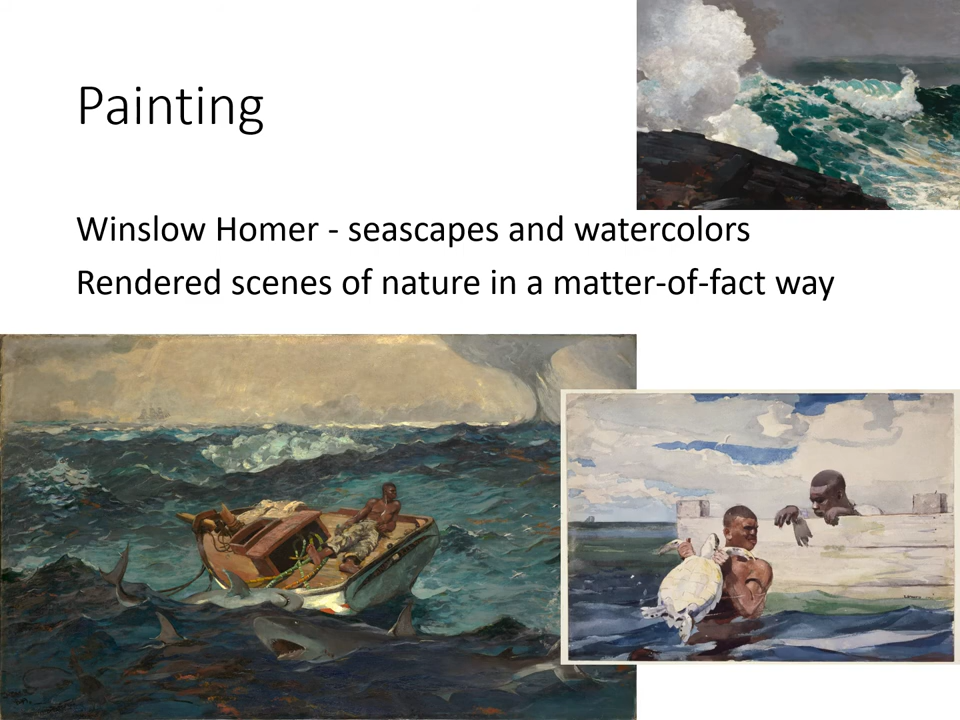 Painting
Winslow Homer - seascapes and watercolors
Rendered scenes of nature in a matter-of-fact way